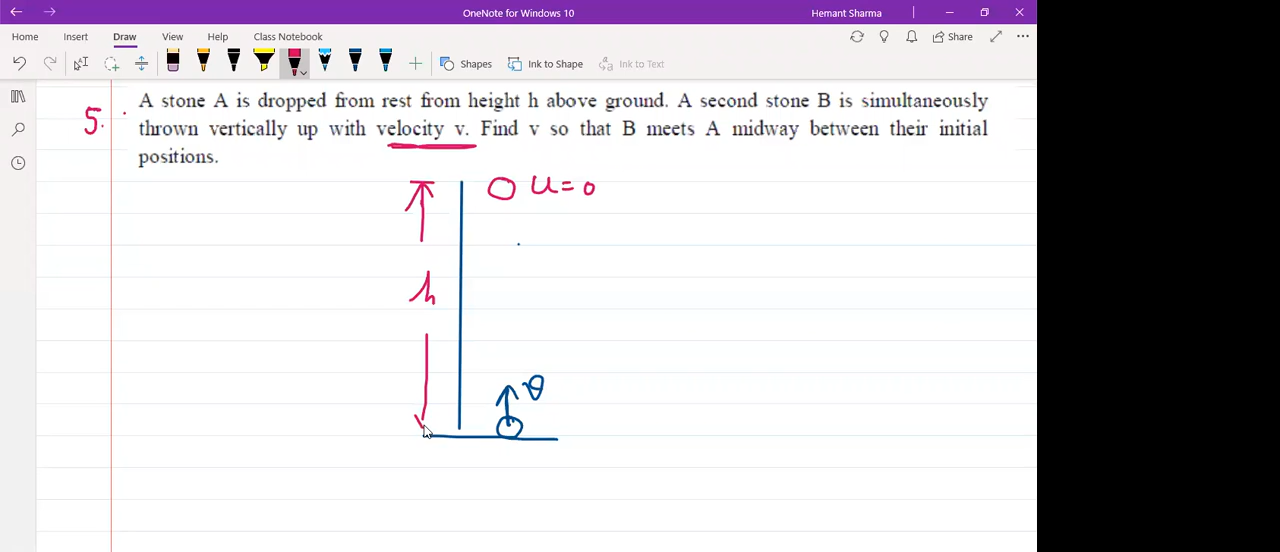 OneNote for Windows 10
Hemant Sharma
Home Insert Draw View Help Class Notebook
Share
Shapes Ink to Shape Ink to Text
5.
A stone A is dropped from rest from height h above ground. A second stone B is simultaneously
thrown vertically up with velocity v. Find v so that B meets A midway between their initial
positions.
u = 0
h
v